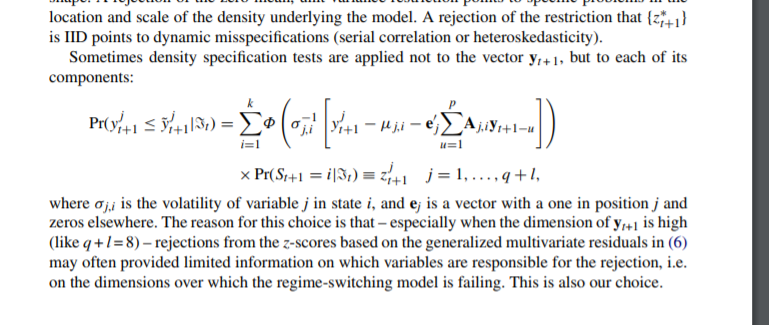 location and scale of the density underlying the model. A rejection of the restriction that {z*ₜ₊₁}
is IID points to dynamic misspecifications (serial correlation or heteroskedasticity).
Sometimes density specification tests are applied not to the vector yₜ₊₁, but to each of its
components:
Pr(yʲₜ₊₁ ≤ ỹʲₜ₊₁|ℑₜ) = ∑ᵏᵢ₌₁ Φ (σ⁻¹ⱼ,ᵢ [yʲₜ₊₁ − μⱼ,ᵢ − e′ⱼ ∑ᵖᵤ₌₁ Aⱼ,ᵢyₜ₊₁₋ᵤ])
× Pr(Sₜ₊₁ = i|ℑₜ) ≡ zʲₜ₊₁ j = 1, . . . , q + l,
where σⱼ,ᵢ is the volatility of variable j in state i, and eⱼ is a vector with a one in position j and
zeros elsewhere. The reason for this choice is that – especially when the dimension of yₜ₊₁ is high
(like q + l = 8) – rejections from the z-scores based on the generalized multivariate residuals in (6)
may often provided limited information on which variables are responsible for the rejection, i.e.
on the dimensions over which the regime-switching model is failing. This is also our choice.